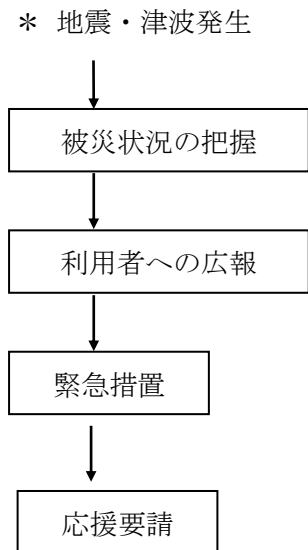 ＊ 地震・津波発生
被災状況の把握
利用者への広報
緊急措置
応援要請